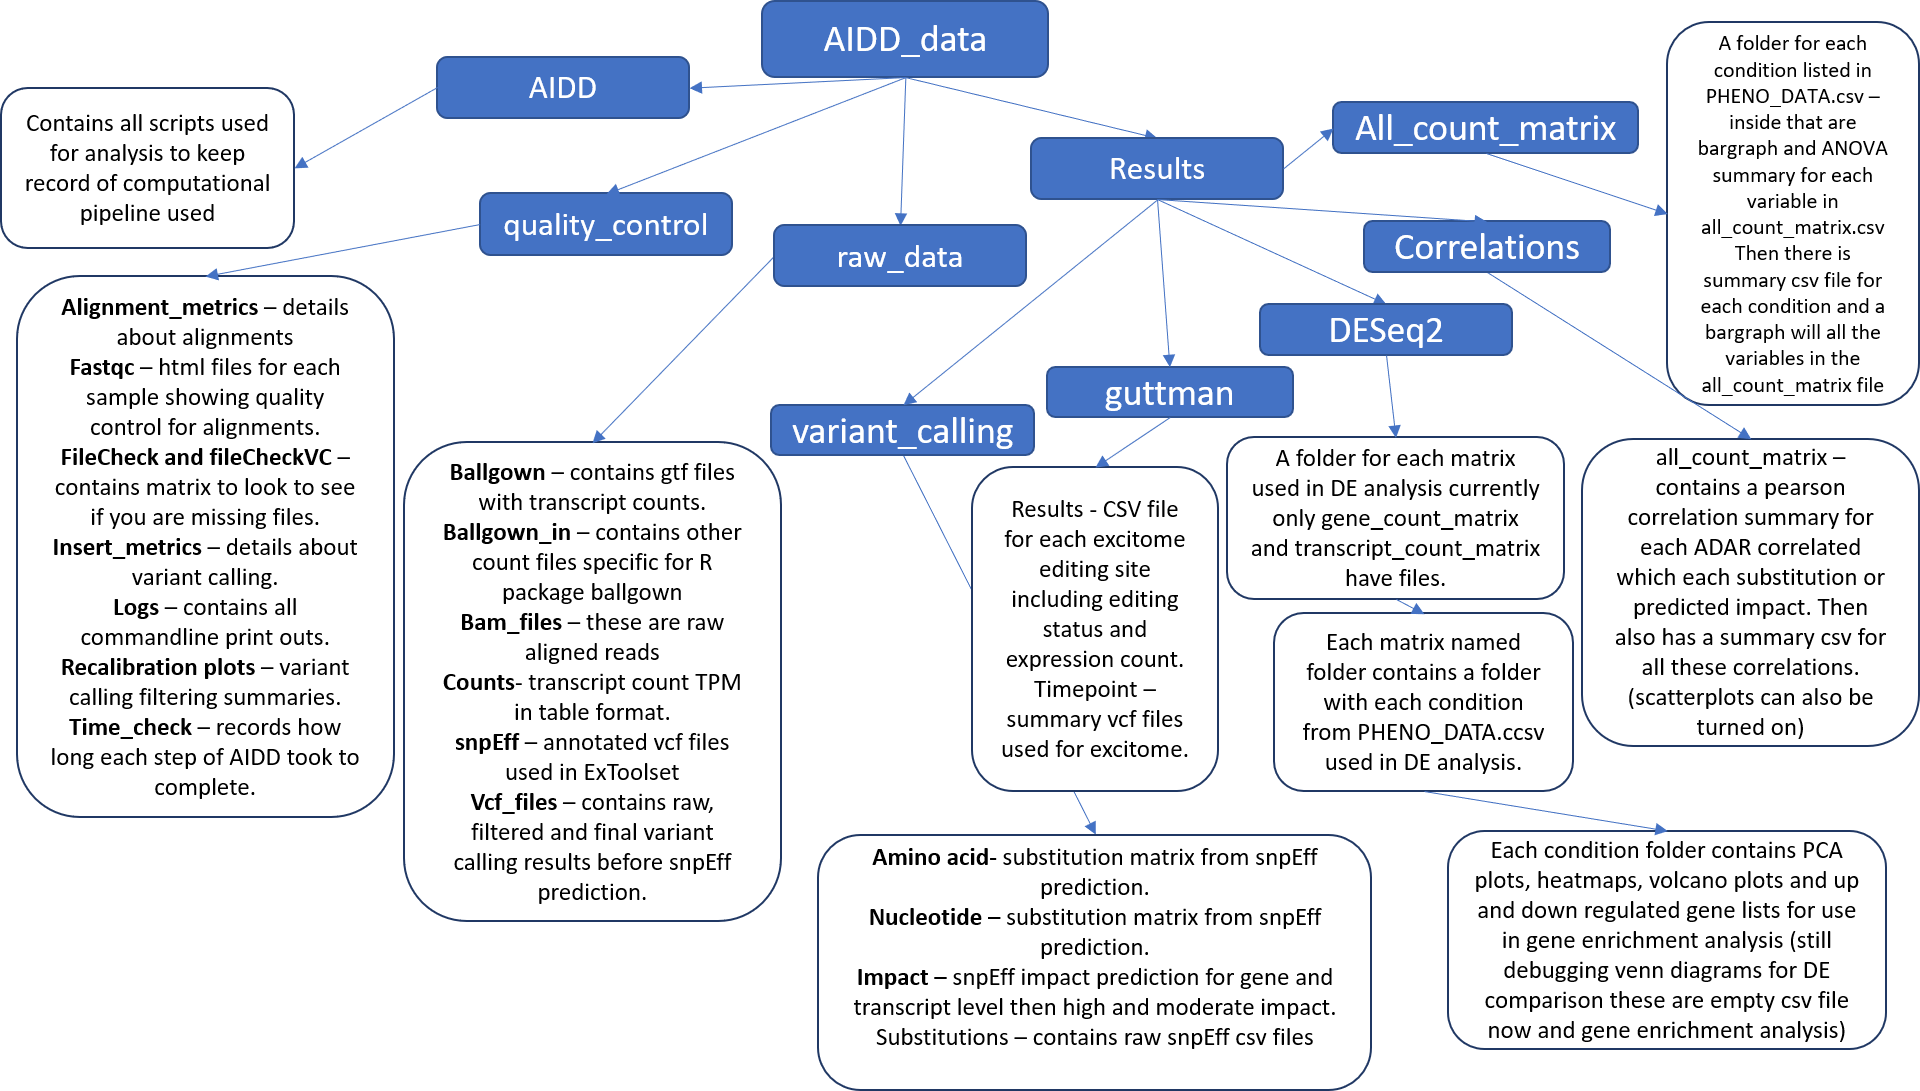 AIDD_data
AIDD
Contains all scripts used
for analysis to keep
record of computational
pipeline used
quality_control
raw_data
Results
All_count_matrix
Correlations
DESeq2
guttman
variant_calling
A folder for each
condition listed in
PHENO_DATA.csv –
inside that are
bargraph and ANOVA
summary for each
variable in
all_count_matrix.csv
Then there is
summary csv file for
each condition and a
bargraph will all the
variables in the
all_count_matrix file
Alignment_metrics – details
about alignments
Fastqc – html files for each
sample showing quality
control for alignments.
FileCheck and fileCheckVC –
contains matrix to look to see
if you are missing files.
Insert_metrics – details about
variant calling.
Logs – contains all
commandline print outs.
Recalibration plots – variant
calling filtering summaries.
Time_check – records how
long each step of AIDD took to
complete.
Ballgown – contains gtf files
with transcript counts.
Ballgown_in – contains other
count files specific for R
package ballgown
Bam_files – these are raw
aligned reads
Counts- transcript count TPM
in table format.
snpEff – annotated vcf files
used in ExToolset
Vcf_files – contains raw,
filtered and final variant
calling results before snpEff
prediction.
Results - CSV file
for each excitome
editing site
including editing
status and
expression count.
Timepoint –
summary vcf files
used for excitome.
A folder for each matrix
used in DE analysis currently
only gene_count_matrix
and transcript_count_matrix
have files.
Each matrix named
folder contains a folder
with each condition
from PHENO_DATA.ccsv
used in DE analysis.
all_count_matrix –
contains a pearson
correlation summary for
each ADAR correlated
which each substitution or
predicted impact. Then
also has a summary csv for
all these correlations.
(scatterplots can also be
turned on)
Amino acid- substitution matrix from snpEff
prediction.
Nucleotide – substitution matrix from snpEff
prediction.
Impact – snpEff impact prediction for gene and
transcript level then high and moderate impact.
Substitutions – contains raw snpEff csv files
Each condition folder contains PCA
plots, heatmaps, volcano plots and up
and down regulated gene lists for use
in gene enrichment analysis (still
debugging venn diagrams for DE
comparison these are empty csv file
now and gene enrichment analysis)